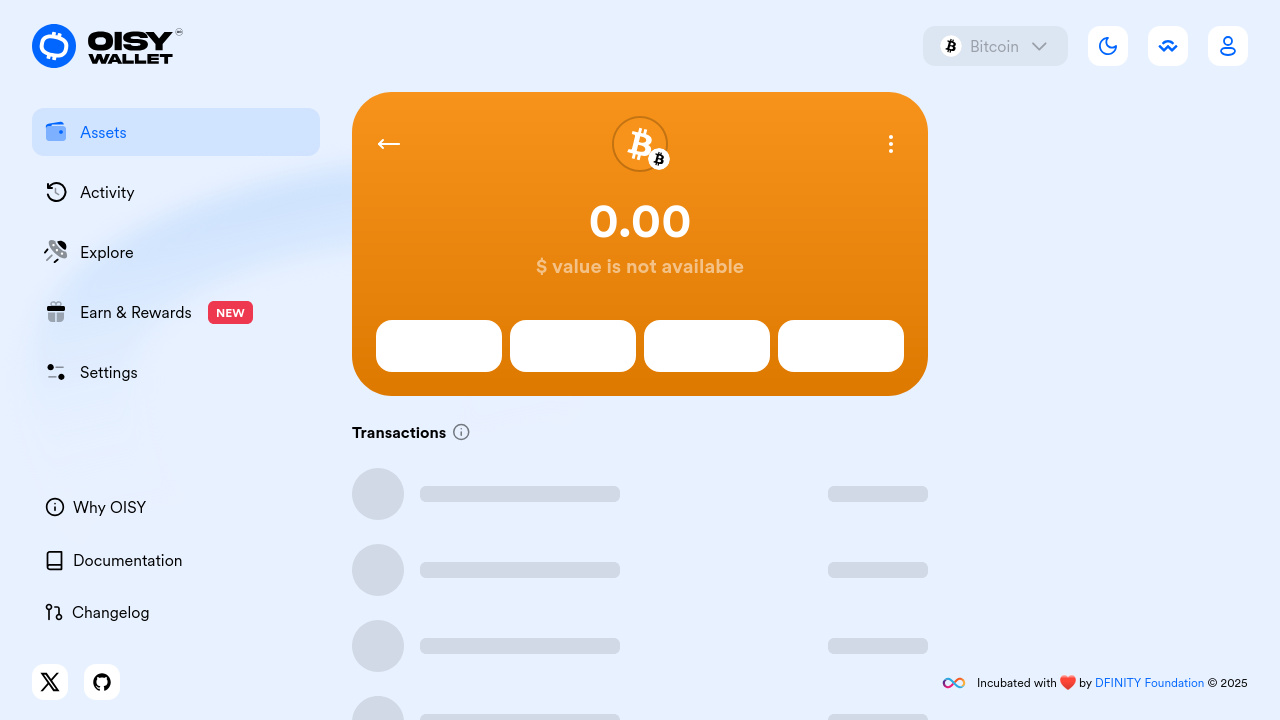 OISY
WALLET
Bitcoin
Assets
Activity
Explore
Earn & Rewards NEW
Settings
0.00
$ value is not available
Transactions
Why OISY
Documentation
Changelog
Incubated with ❤️ by DFINITY Foundation © 2025